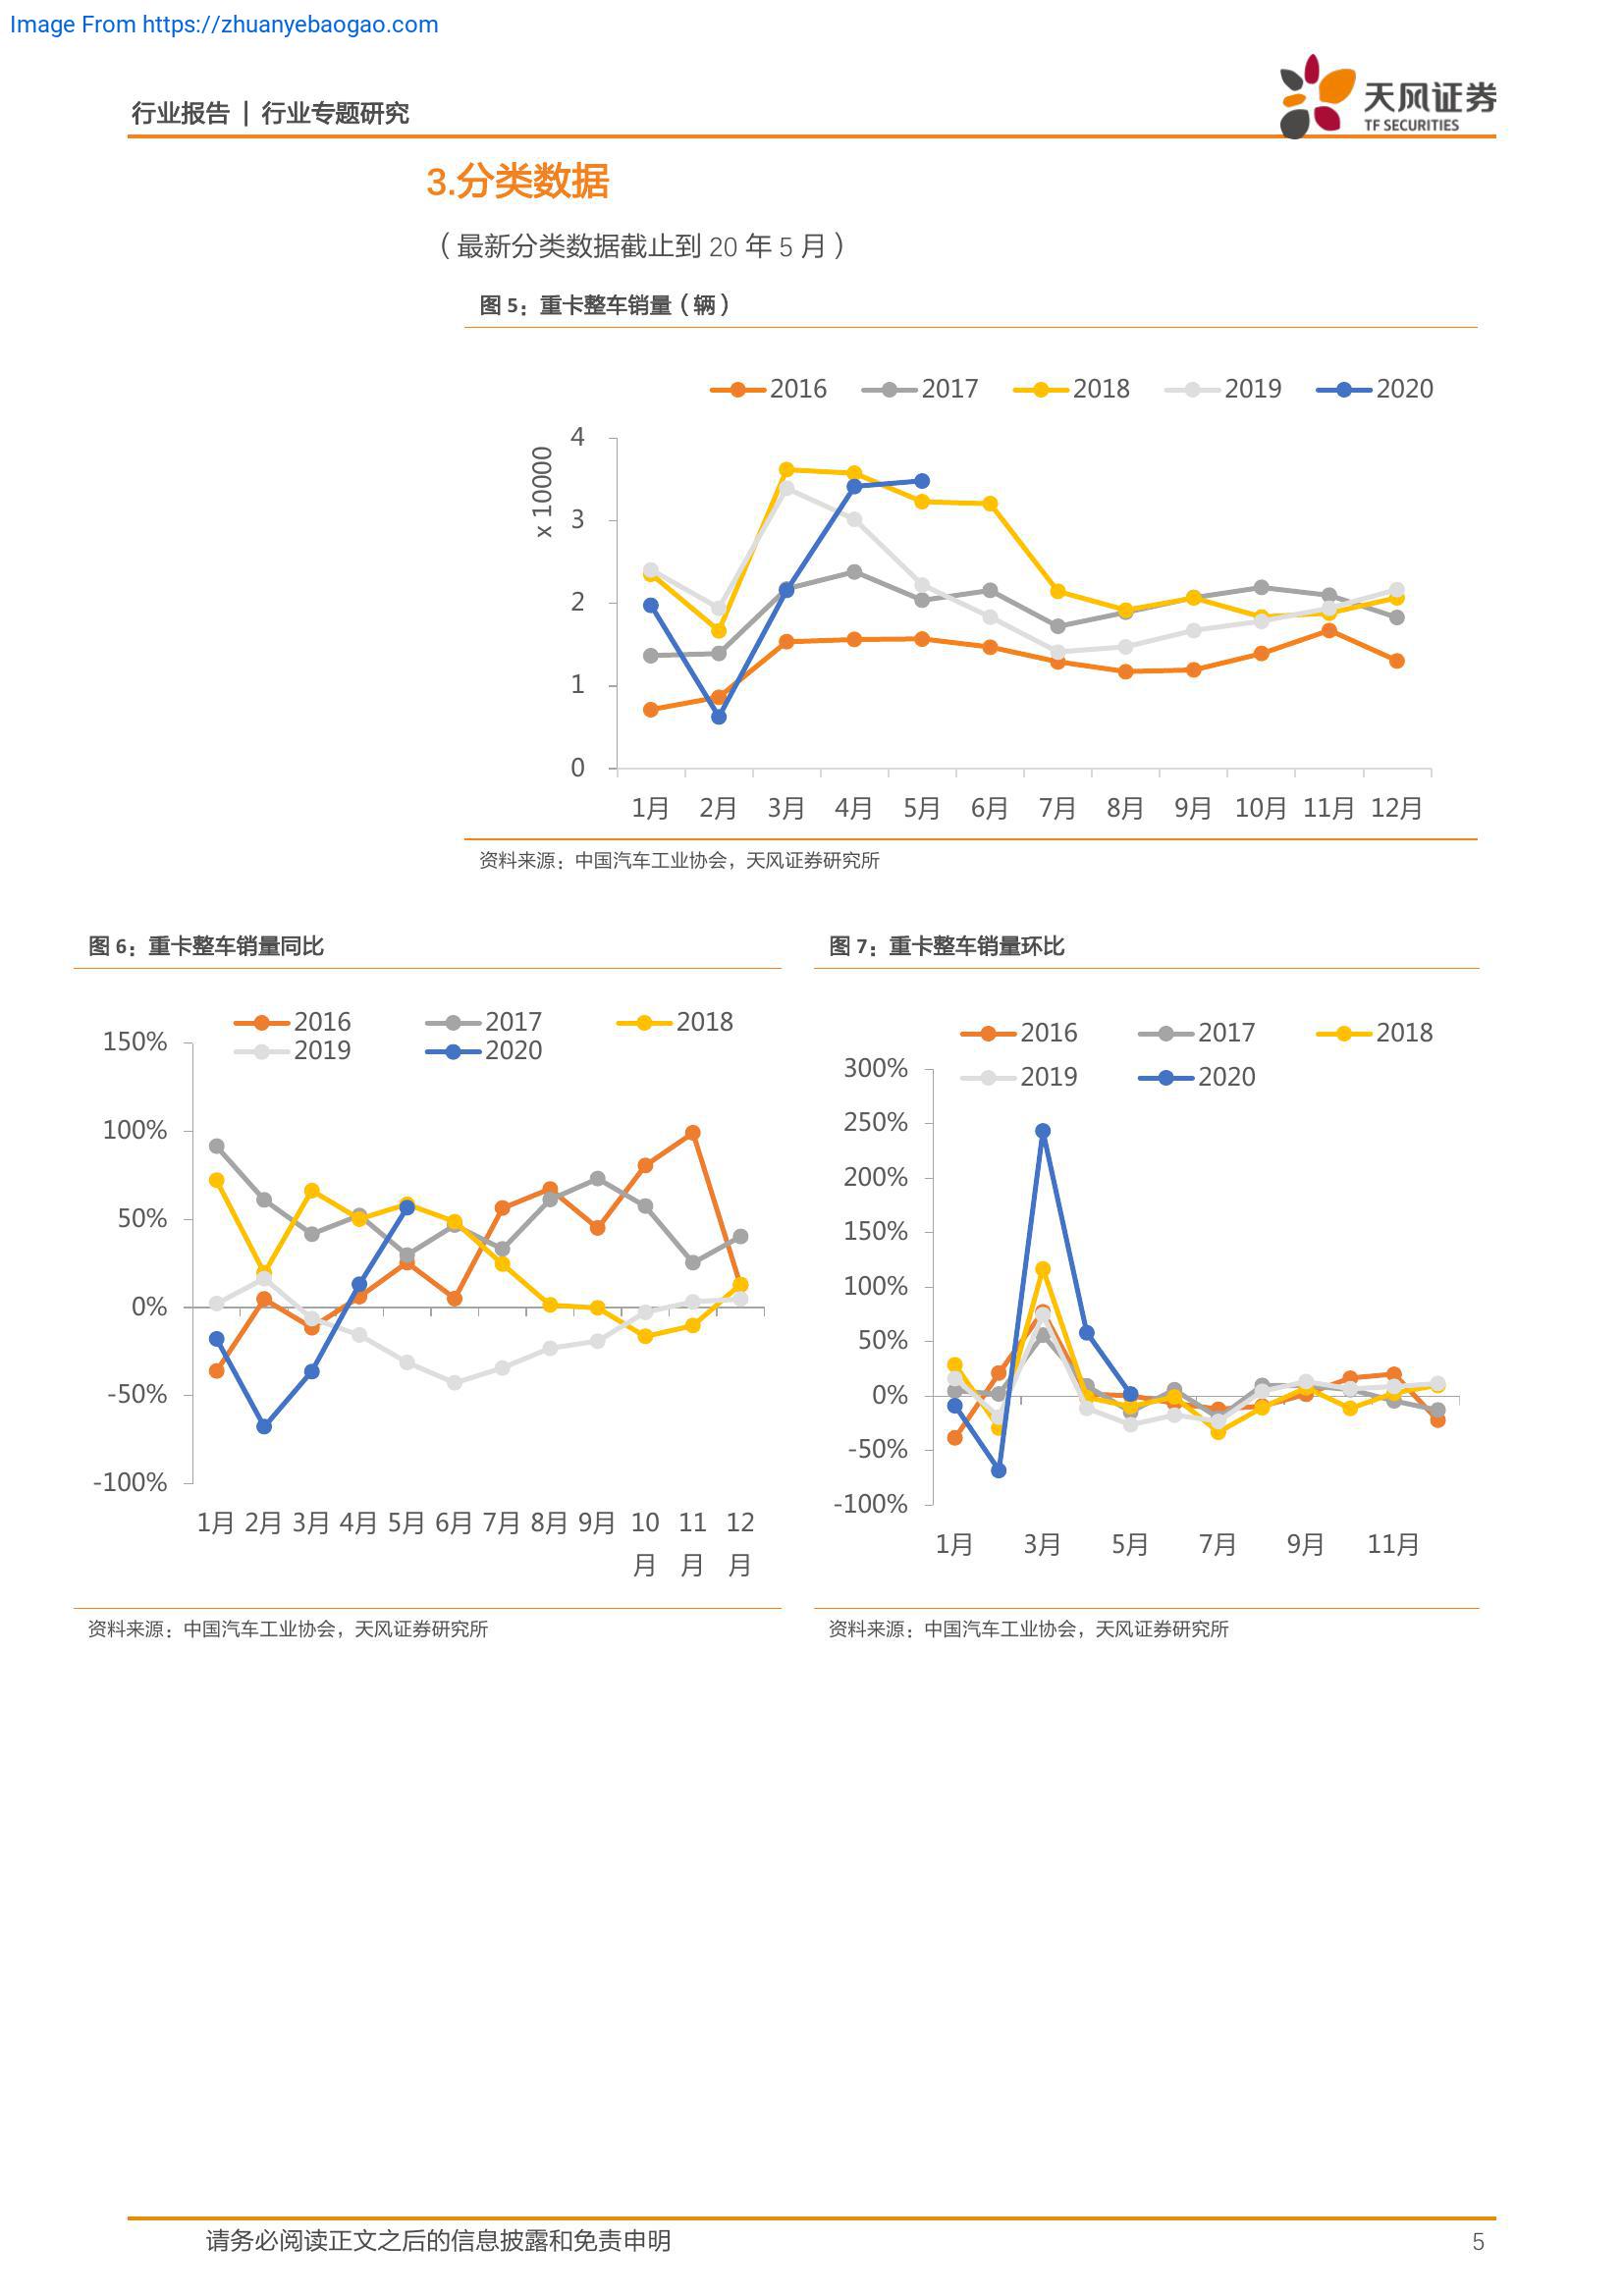 Image From https://zhuanyebaogao.com
行业报告 | 行业专题研究
天风证券
TF SECURITIES
3.分类数据
（最新分类数据截止到 20 年 5 月）
图 5：重卡整车销量（辆）
2016 2017 2018 2019 2020
x 10000
4
3
2
1
0
1月 2月 3月 4月 5月 6月 7月 8月 9月 10月 11月 12月
资料来源：中国汽车工业协会，天风证券研究所
图 6：重卡整车销量同比
2016 2017 2018
2019 2020
150%
100%
50%
0%
-50%
-100%
1月 2月 3月 4月 5月 6月 7月 8月 9月 10月 11月 12月
资料来源：中国汽车工业协会，天风证券研究所
图 7：重卡整车销量环比
2016 2017 2018
2019 2020
300%
250%
200%
150%
100%
50%
0%
-50%
-100%
1月 3月 5月 7月 9月 11月
资料来源：中国汽车工业协会，天风证券研究所
请务必阅读正文之后的信息披露和免责申明
5